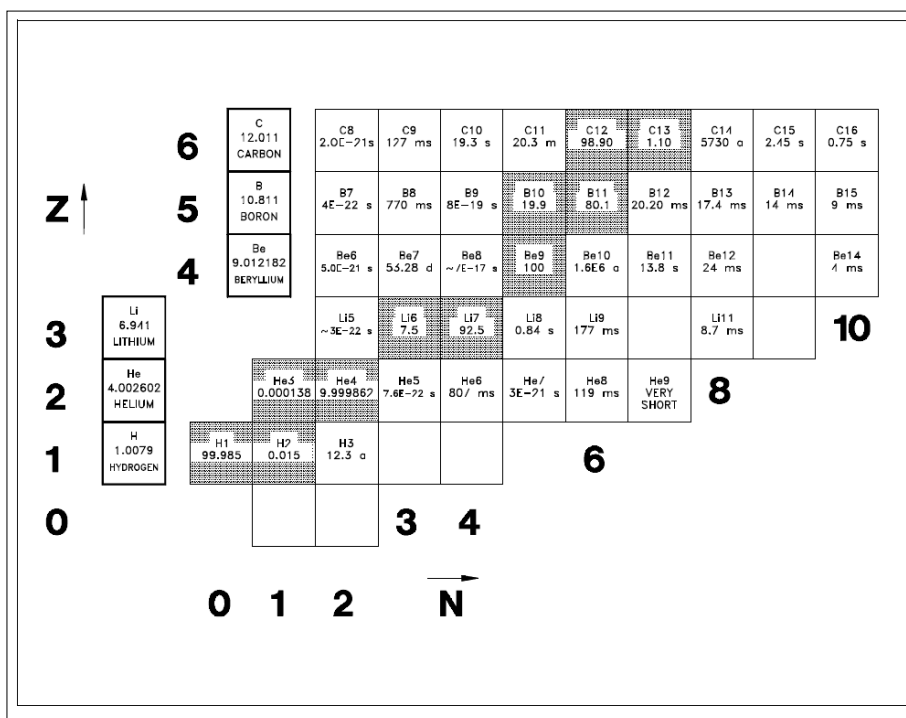 6
C
12.011
CARBON
C8
2.0E-21s
C9
127 ms
C10
19.3 s
C11
20.3 m
C12
98.90
C13
1.10
C14
5730 a
C15
2.45 s
C16
0.75 s
Z
5
B
10.811
BORON
B7
4E-22 s
B8
770 ms
B9
8E-19 s
B10
19.9
B11
80.1
B12
20.20 ms
B13
17.4 ms
B14
14 ms
B15
9 ms
4
Be
9.012182
BERYLLIUM
Be6
5.0E-21 s
Be7
53.28 d
Be8
~7E-17 s
Be9
100
Be10
1.6E6 a
Be11
13.8 s
Be12
24 ms
Be14
4 ms
3
Li
6.941
LITHIUM
Li5
~3E-22 s
Li6
7.5
Li7
92.5
Li8
0.84 s
Li9
177 ms
Li11
8.7 ms
10
2
He
4.002602
HELIUM
He3
0.000138
He4
9.999862
He5
7.6E-22 s
He6
807 ms
He7
3E-21 s
He8
119 ms
He9
VERY
SHORT
8
1
H
1.0079
HYDROGEN
H1
99.985
H2
0.015
H3
12.3 a
6
0
3
4
0
1
2
N